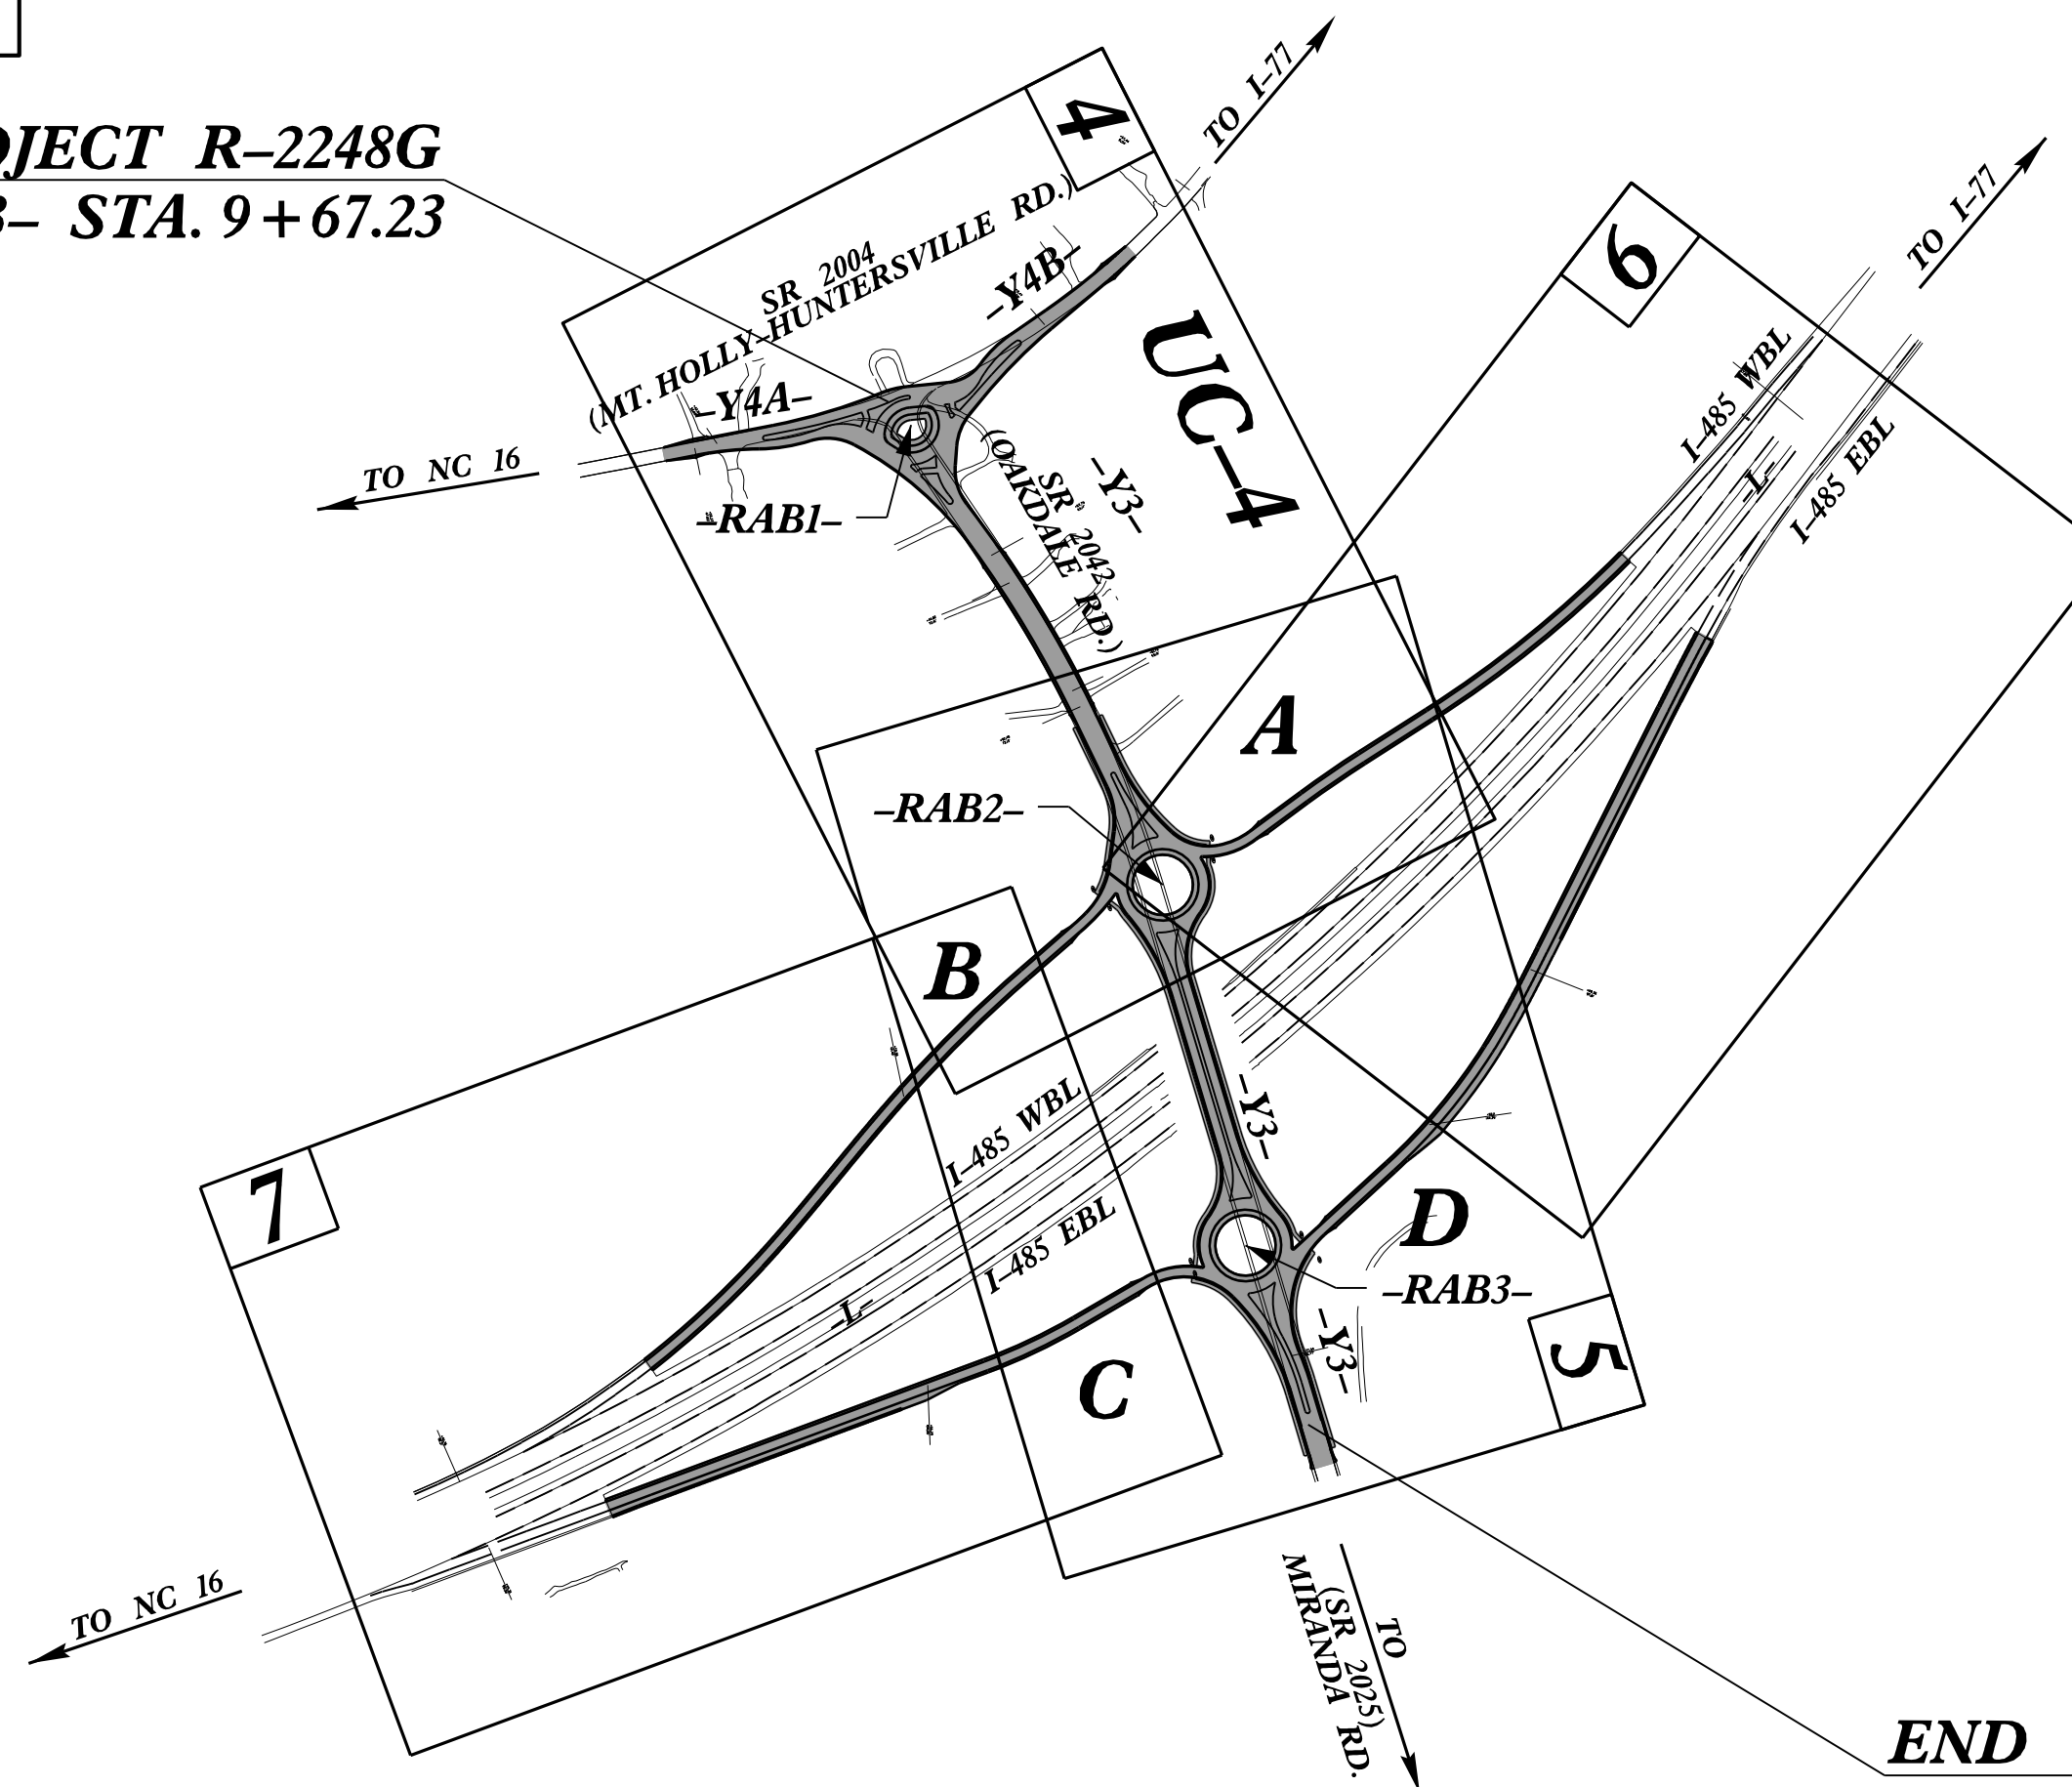 JECT R–2248G
– STA. 9+67.23
4
TO I–77
TO I–77
6
SR 2004
(MT. HOLLY–HUNTERSVILLE RD.)
–Y4B–
–Y4A–
UC–4
I–485 WBL
–L–
I–485 EBL
TO NC 16
–RAB1–
–Y3–
SR 2042
(OAKDALE RD.)
A
–RAB2–
B
I–485 WBL
–Y3–
7
I–485 EBL
D
–L–
–RAB3–
–Y3–
5
C
TO NC 16
TO
(SR 2025)
MIRANDA RD.
END